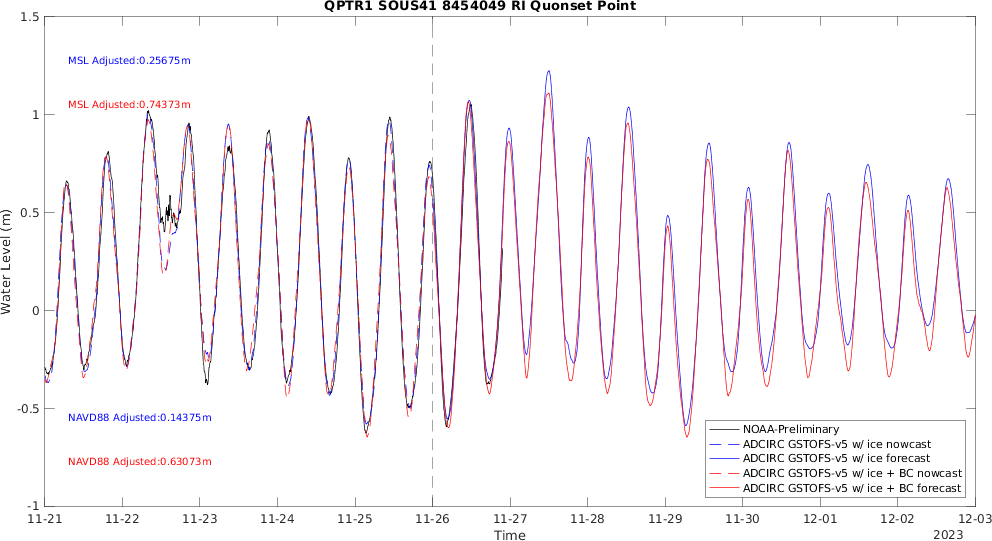 QPTR1 SOUS41 8454049 RI Quonset Point
1.5
1
0.5
0
-0.5
-1
Water Level (m)
MSL Adjusted:0.25675m
MSL Adjusted:0.74373m
NAVD88 Adjusted:0.14375m
NAVD88 Adjusted:0.63073m
NOAA-Preliminary
ADCIRC GSTOFS-v5 w/ ice nowcast
ADCIRC GSTOFS-v5 w/ ice forecast
ADCIRC GSTOFS-v5 w/ ice + BC nowcast
ADCIRC GSTOFS-v5 w/ ice + BC forecast
11-21 11-22 11-23 11-24 11-25 11-26 11-27 11-28 11-29 11-30 12-01 12-02 12-03
Time
2023